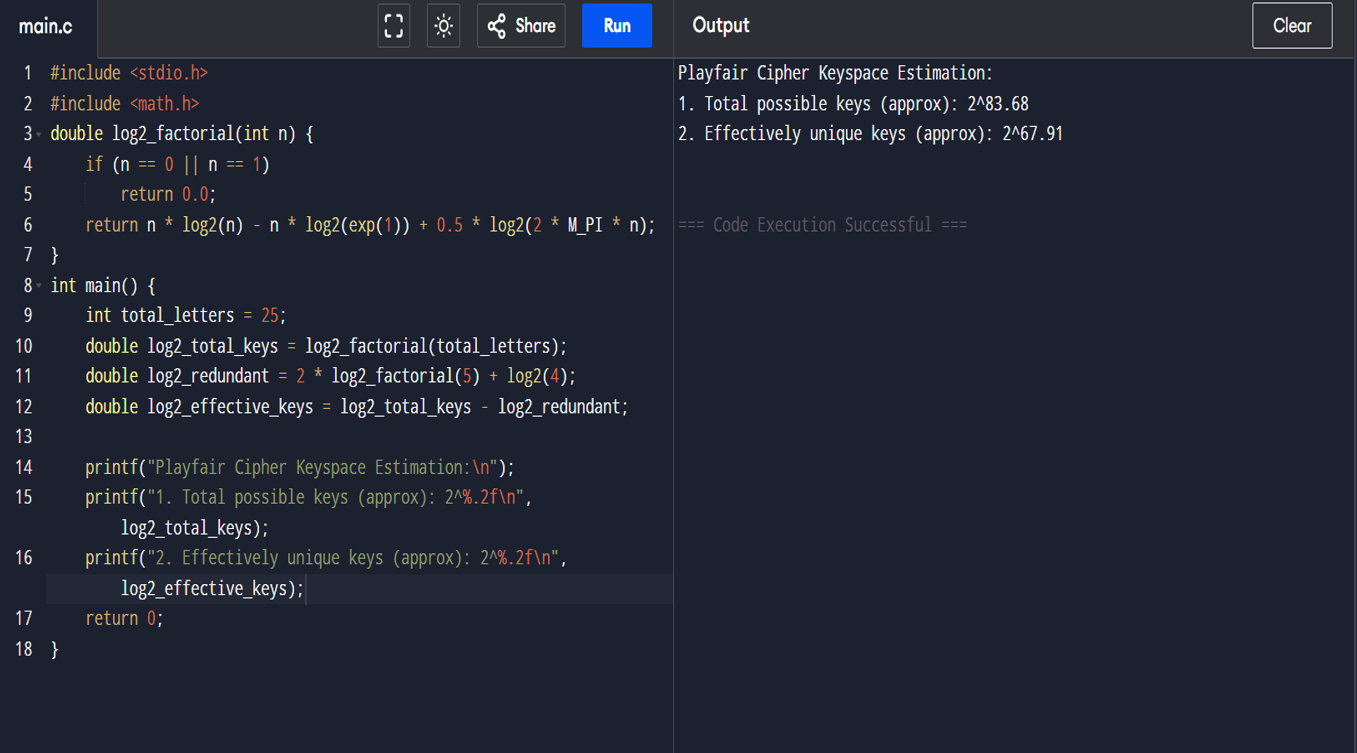 main.c
Share
Run
Output
Clear
1 #include <stdio.h>
2 #include <math.h>
3 double log2_factorial(int n) {
4     if (n == 0 || n == 1)
5         return 0.0;
6     return n * log2(n) - n * log2(exp(1)) + 0.5 * log2(2 * M_PI * n);
7 }
8 int main() {
9     int total_letters = 25;
10     double log2_total_keys = log2_factorial(total_letters);
11     double log2_redundant = 2 * log2_factorial(5) + log2(4);
12     double log2_effective_keys = log2_total_keys - log2_redundant;
13
14     printf("Playfair Cipher Keyspace Estimation:\n");
15     printf("1. Total possible keys (approx): 2^%.2f\n",
        log2_total_keys);
16     printf("2. Effectively unique keys (approx): 2^%.2f\n",
        log2_effective_keys);
17     return 0;
18 }
Playfair Cipher Keyspace Estimation:
1. Total possible keys (approx): 2^83.68
2. Effectively unique keys (approx): 2^67.91
=== Code Execution Successful ===